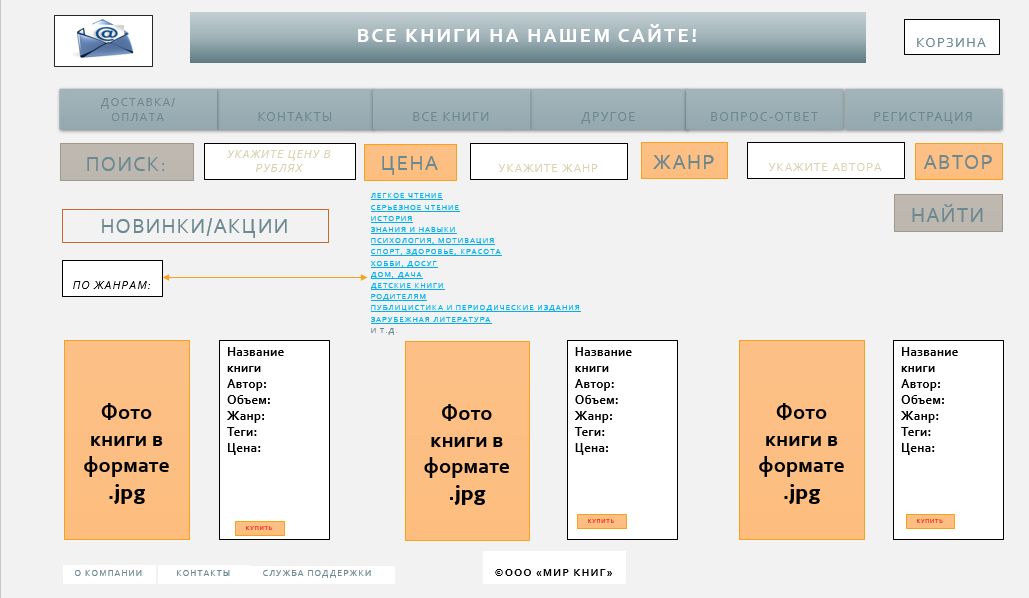 ВСЕ КНИГИ НА НАШЕМ САЙТЕ!
КОРЗИНА
ДОСТАВКА/
ОПЛАТА
КОНТАКТЫ
ВСЕ КНИГИ
ДРУГОЕ
ВОПРОС-ОТВЕТ
РЕГИСТРАЦИЯ
ПОИСК:
УКАЖИТЕ ЦЕНУ В
РУБЛЯХ
ЦЕНА
УКАЖИТЕ ЖАНР
ЖАНР
УКАЖИТЕ АВТОРА
АВТОР
НАЙТИ
НОВИНКИ/АКЦИИ
ПО ЖАНРАМ:
ЛЕГКОЕ ЧТЕНИЕ
СЕРЬЕЗНОЕ ЧТЕНИЕ
ИСТОРИЯ
ЗНАНИЯ И НАВЫКИ
ПСИХОЛОГИЯ, МОТИВАЦИЯ
СПОРТ, ЗДОРОВЬЕ, КРАСОТА
ХОББИ, ДОСУГ
ДОМ, ДАЧА
ДЕТСКИЕ КНИГИ
РОДИТЕЛЯМ
ПУБЛИЦИСТИКА И ПЕРИОДИЧЕСКИЕ ИЗДАНИЯ
ЗАРУБЕЖНАЯ ЛИТЕРАТУРА
И Т.Д.
Фото
книги в
формате
.jpg
Название
книги
Автор:
Объем:
Жанр:
Теги:
Цена:
КУПИТЬ
Фото
книги в
формате
.jpg
Название
книги
Автор:
Объем:
Жанр:
Теги:
Цена:
КУПИТЬ
Фото
книги в
формате
.jpg
Название
книги
Автор:
Объем:
Жанр:
Теги:
Цена:
КУПИТЬ
О КОМПАНИИ
КОНТАКТЫ
СЛУЖБА ПОДДЕРЖКИ
©ООО «МИР КНИГ»